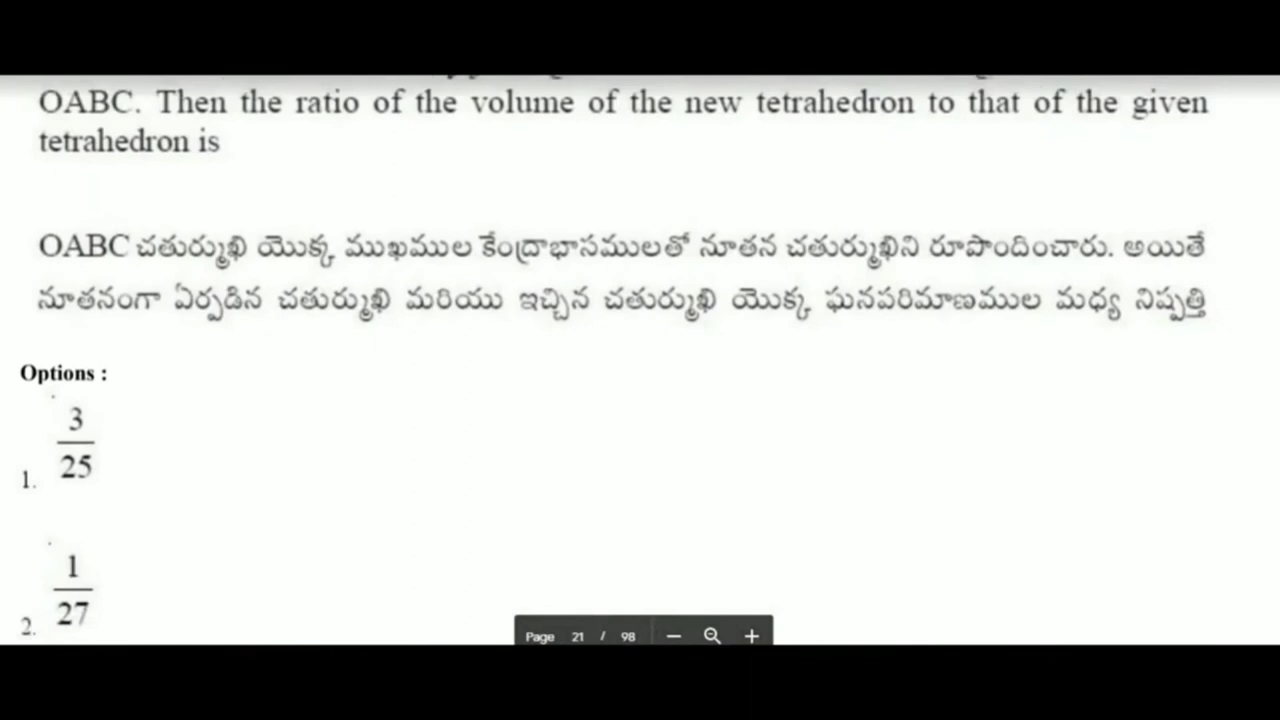 OABC. Then the ratio of the volume of the new tetrahedron to that of the given
tetrahedron is
OABC చతుర్ముఖి యొక్క ముఖముల కేంద్రాభాసములతో నూతన చతుర్ముఖిని రూపొందించారు. అయితే
నూతనంగా ఏర్పడిన చతుర్ముఖి మరియు ఇచ్చిన చతుర్ముఖి యొక్క ఘనపరిమాణముల మధ్య నిష్పత్తి
Options :
3
25
1.
1
27
2.
Page 21 / 98